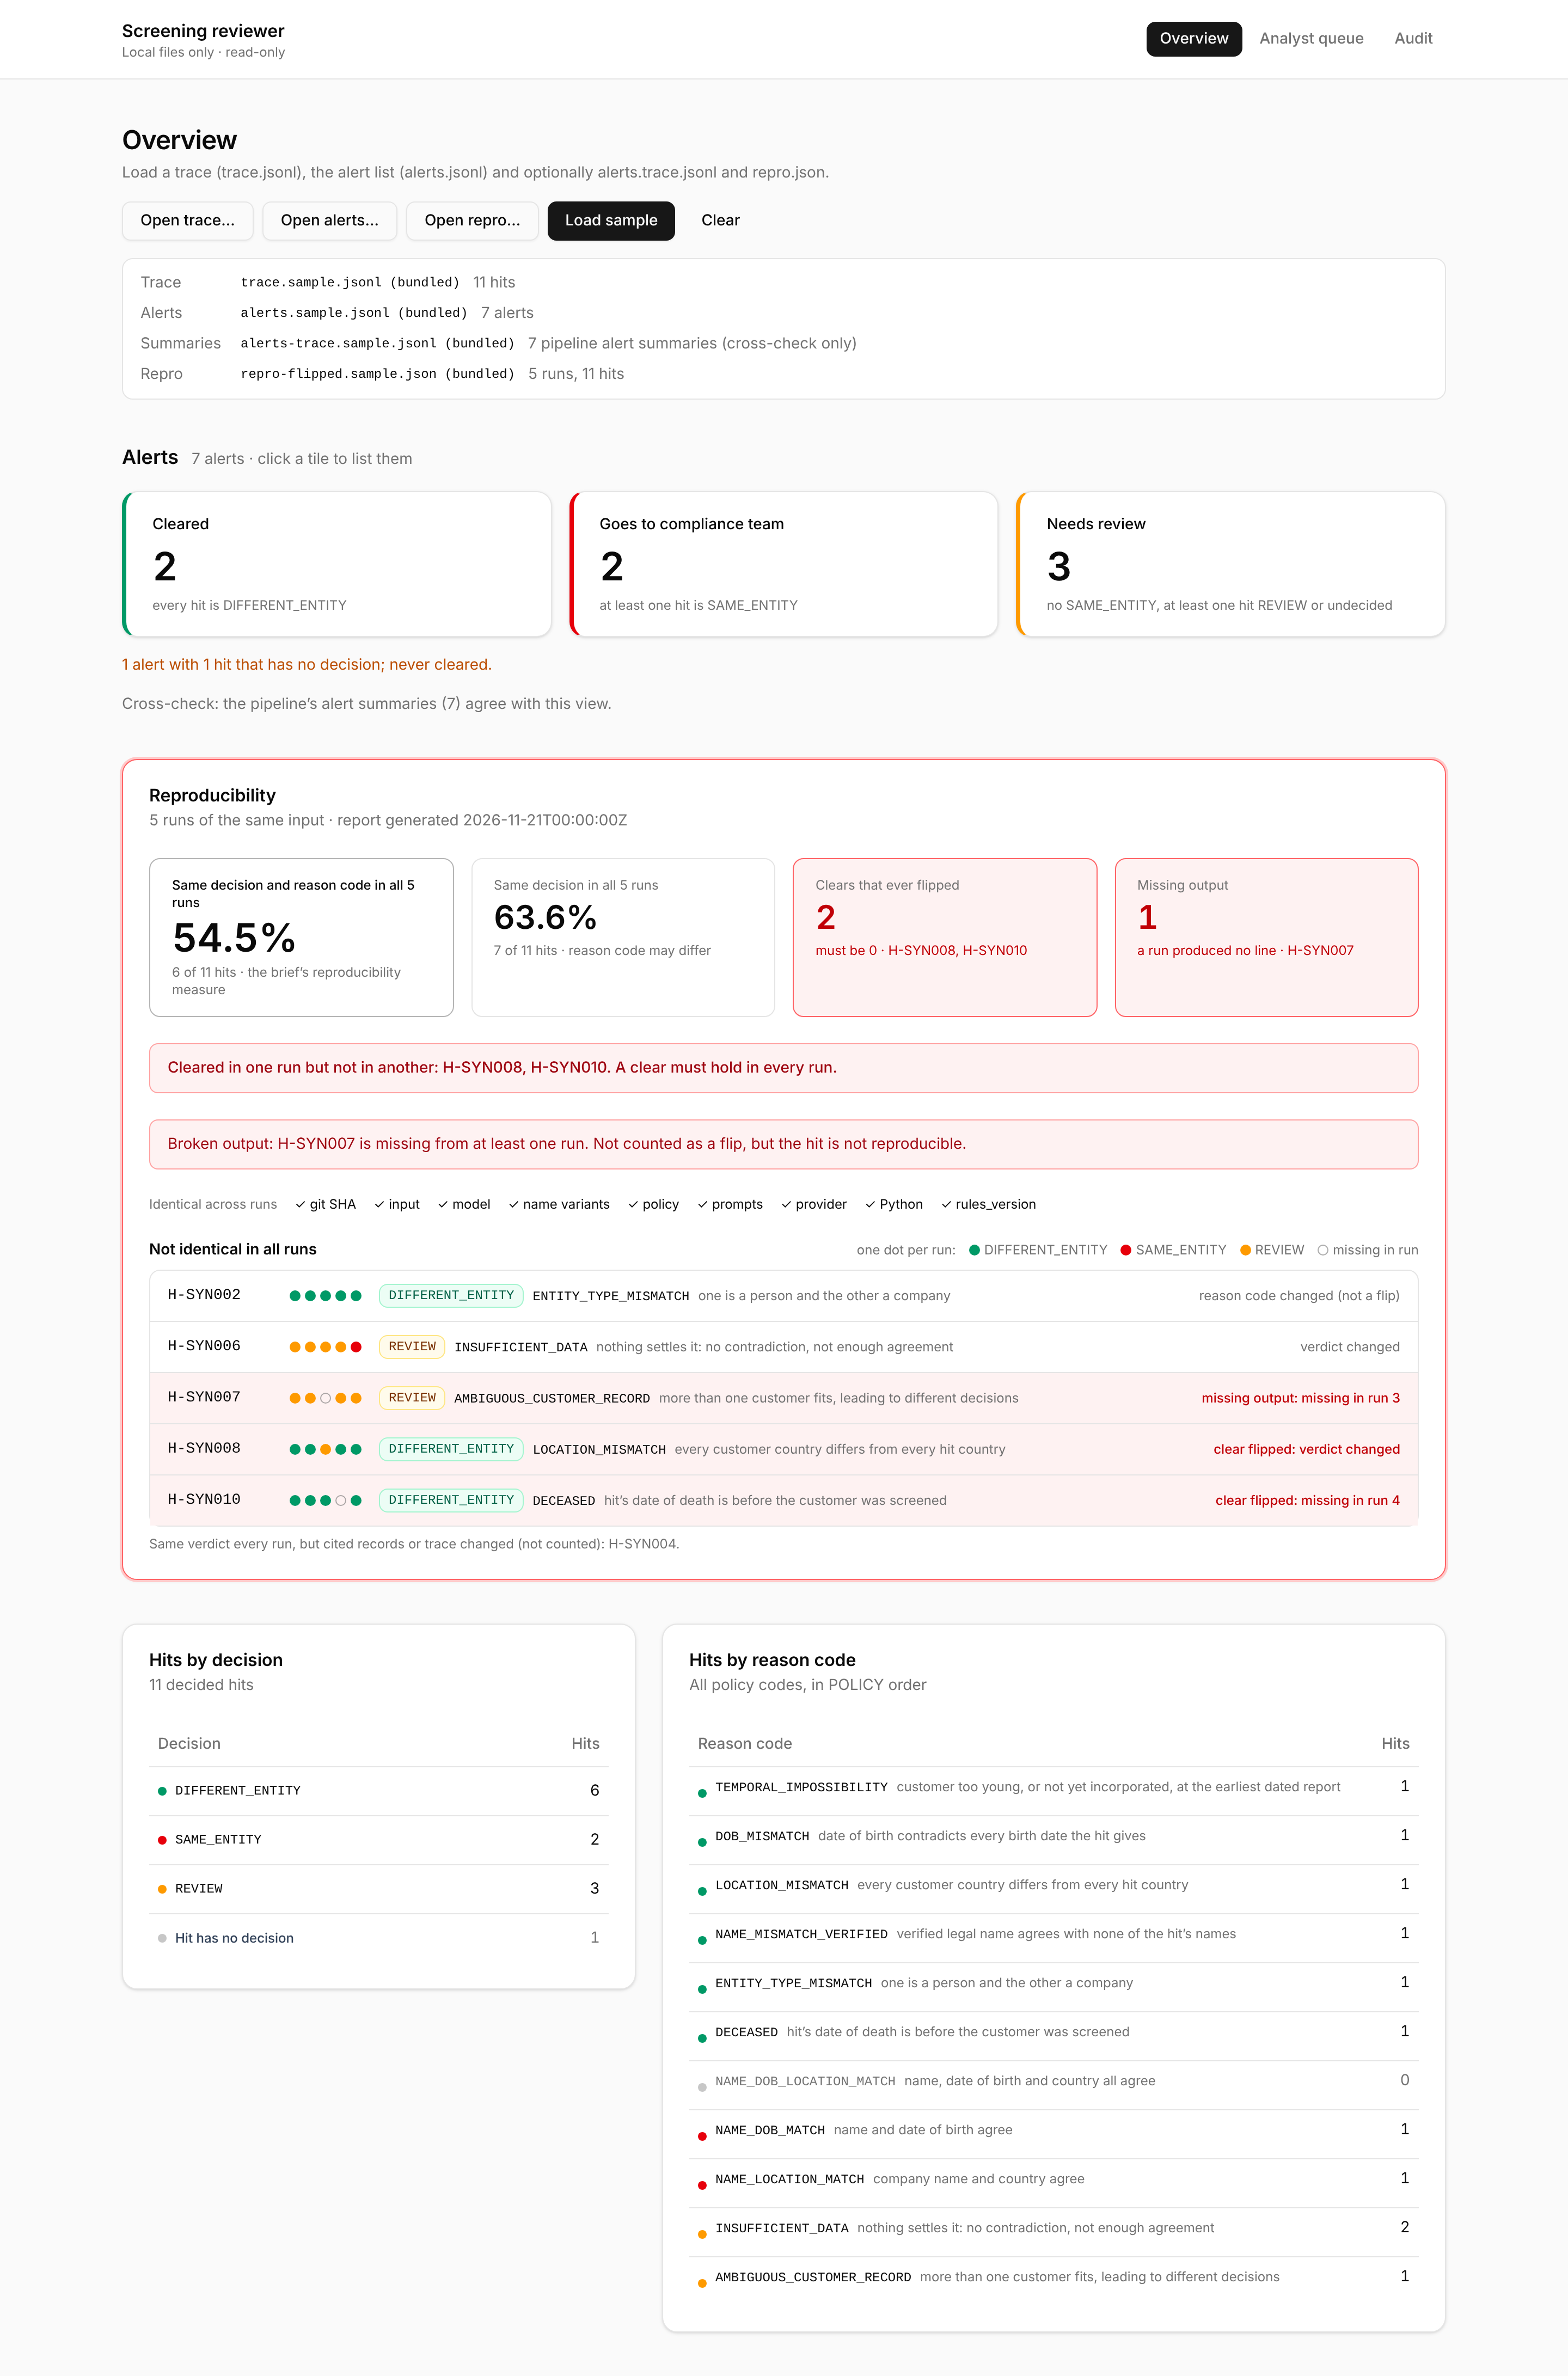 Screening reviewer
Local files only · read-only
Overview Analyst queue Audit
Overview
Load a trace (trace.jsonl), the alert list (alerts.jsonl) and optionally alerts.trace.jsonl and repro.json.
Open trace... Open alerts... Open repro... Load sample Clear
Trace trace.sample.jsonl (bundled) 11 hits
Alerts alerts.sample.jsonl (bundled) 7 alerts
Summaries alerts-trace.sample.jsonl (bundled) 7 pipeline alert summaries (cross-check only)
Repro repro-flipped.sample.json (bundled) 5 runs, 11 hits
Alerts 7 alerts · click a tile to list them
Cleared
2
every hit is DIFFERENT_ENTITY
Goes to compliance team
2
at least one hit is SAME_ENTITY
Needs review
3
no SAME_ENTITY, at least one hit REVIEW or undecided
1 alert with 1 hit that has no decision; never cleared.
Cross-check: the pipeline’s alert summaries (7) agree with this view.
Reproducibility
5 runs of the same input · report generated 2026-11-21T00:00:00Z
Same decision and reason code in all 5
runs
54.5%
6 of 11 hits · the brief’s reproducibility
measure
Same decision in all 5 runs
63.6%
7 of 11 hits · reason code may differ
Clears that ever flipped
2
must be 0 · H-SYN008, H-SYN010
Missing output
1
a run produced no line · H-SYN007
Cleared in one run but not in another: H-SYN008, H-SYN010. A clear must hold in every run.
Broken output: H-SYN007 is missing from at least one run. Not counted as a flip, but the hit is not reproducible.
Identical across runs ✓ git SHA ✓ input ✓ model ✓ name variants ✓ policy ✓ prompts ✓ provider ✓ Python ✓ rules_version
Not identical in all runs one dot per run: DIFFERENT_ENTITY SAME_ENTITY REVIEW missing in run
H-SYN002 DIFFERENT_ENTITY ENTITY_TYPE_MISMATCH one is a person and the other a company reason code changed (not a flip)
H-SYN006 REVIEW INSUFFICIENT_DATA nothing settles it: no contradiction, not enough agreement verdict changed
H-SYN007 REVIEW AMBIGUOUS_CUSTOMER_RECORD more than one customer fits, leading to different decisions missing output: missing in run 3
H-SYN008 DIFFERENT_ENTITY LOCATION_MISMATCH every customer country differs from every hit country clear flipped: verdict changed
H-SYN010 DIFFERENT_ENTITY DECEASED hit’s date of death is before the customer was screened clear flipped: missing in run 4
Same verdict every run, but cited records or trace changed (not counted): H-SYN004.
Hits by decision
11 decided hits
Decision Hits
DIFFERENT_ENTITY 6
SAME_ENTITY 2
REVIEW 3
Hit has no decision 1
Hits by reason code
All policy codes, in POLICY order
Reason code Hits
TEMPORAL_IMPOSSIBILITY customer too young, or not yet incorporated, at the earliest dated report 1
DOB_MISMATCH date of birth contradicts every birth date the hit gives 1
LOCATION_MISMATCH every customer country differs from every hit country 1
NAME_MISMATCH_VERIFIED verified legal name agrees with none of the hit’s names 1
ENTITY_TYPE_MISMATCH one is a person and the other a company 1
DECEASED hit’s date of death is before the customer was screened 1
NAME_DOB_LOCATION_MATCH name, date of birth and country all agree 0
NAME_DOB_MATCH name and date of birth agree 1
NAME_LOCATION_MATCH company name and country agree 1
INSUFFICIENT_DATA nothing settles it: no contradiction, not enough agreement 2
AMBIGUOUS_CUSTOMER_RECORD more than one customer fits, leading to different decisions 1